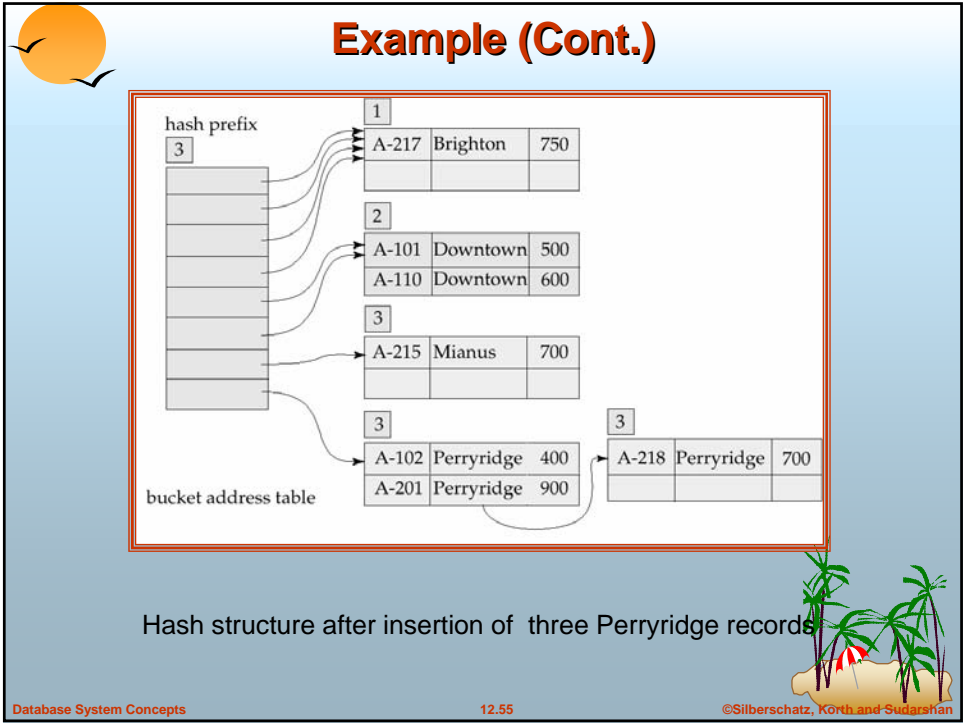 Example (Cont.)
hash prefix
3
1
A-217 Brighton 750
2
A-101 Downtown 500
A-110 Downtown 600
3
A-215 Mianus 700
3
A-102 Perryridge 400
A-201 Perryridge 900
3
A-218 Perryridge 700
bucket address table
Hash structure after insertion of three Perryridge records
Database System Concepts 12.55 ©Silberschatz, Korth and Sudarshan